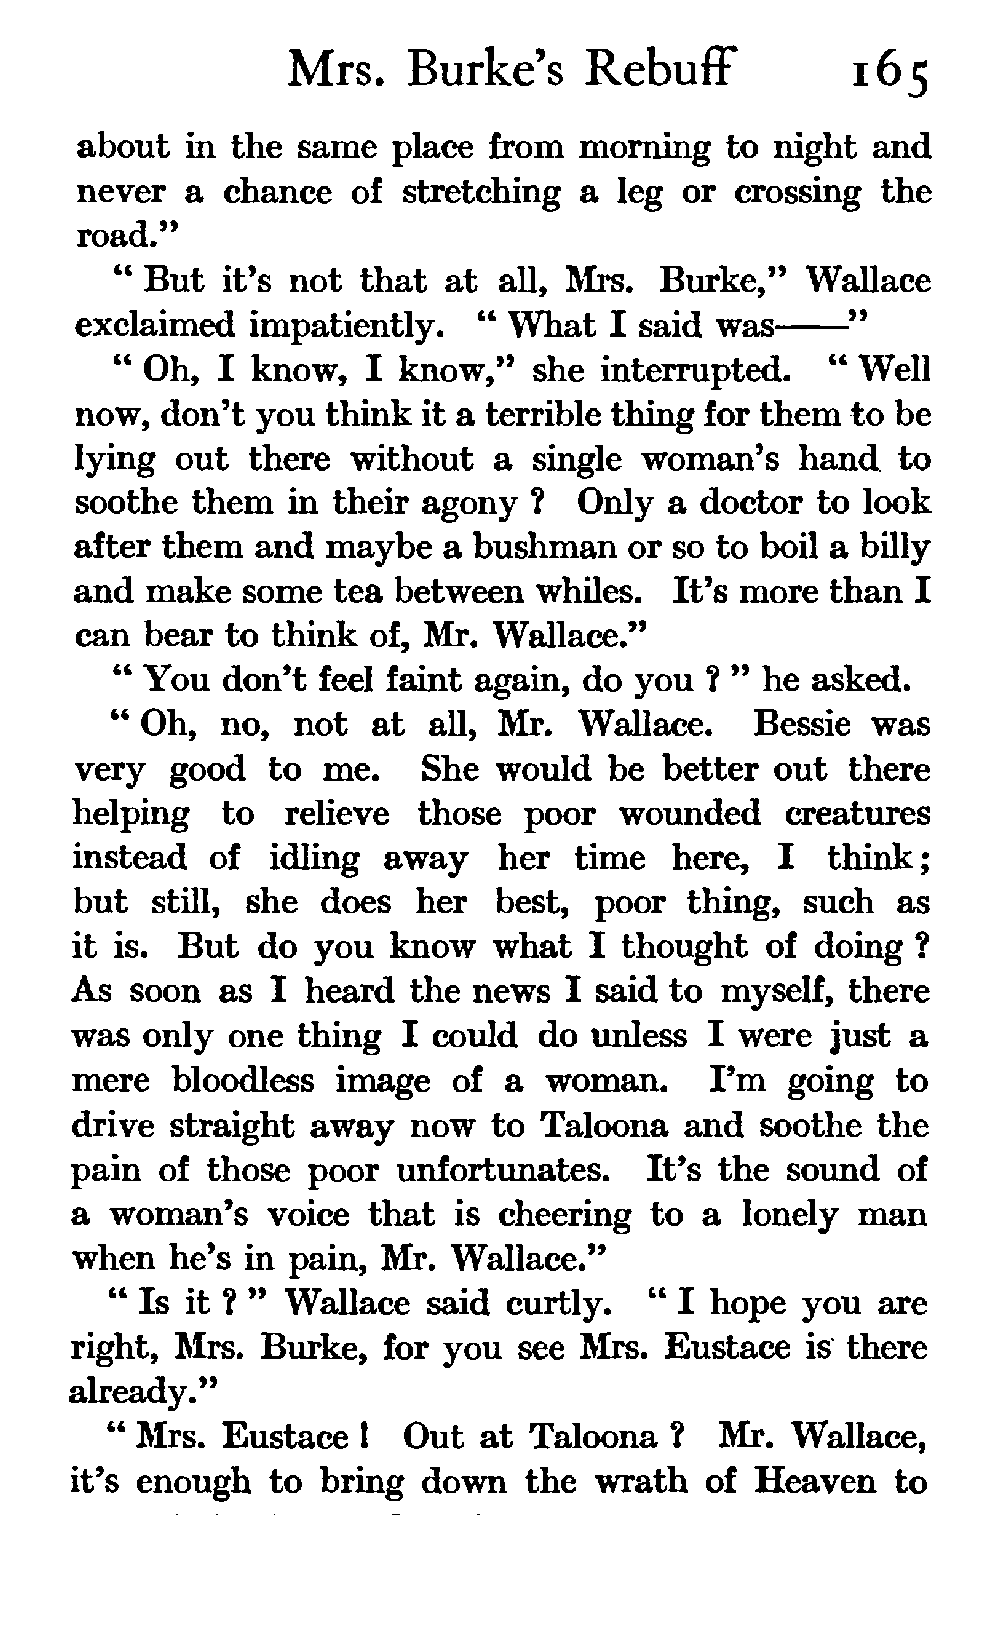 Mrs. Burke's Rebuff 165
about in the same place from morning to night and
never a chance of stretching a leg or crossing the
road."
" But it's not that at all, Mrs. Burke," Wallace
exclaimed impatiently. " What I said was——"
" Oh, I know, I know," she interrupted. " Well
now, don't you think it a terrible thing for them to be
lying out there without a single woman's hand to
soothe them in their agony ? Only a doctor to look
after them and maybe a bushman or so to boil a billy
and make some tea between whiles. It's more than I
can bear to think of, Mr. Wallace."
" You don't feel faint again, do you ? " he asked.
" Oh, no, not at all, Mr. Wallace. Bessie was
very good to me. She would be better out there
helping to relieve those poor wounded creatures
instead of idling away her time here, I think ;
but still, she does her best, poor thing, such as
it is. But do you know what I thought of doing ?
As soon as I heard the news I said to myself, there
was only one thing I could do unless I were just a
mere bloodless image of a woman. I'm going to
drive straight away now to Taloona and soothe the
pain of those poor unfortunates. It's the sound of
a woman's voice that is cheering to a lonely man
when he's in pain, Mr. Wallace."
" Is it ? " Wallace said curtly. " I hope you are
right, Mrs. Burke, for you see Mrs. Eustace is there
already."
" Mrs. Eustace ! Out at Taloona ? Mr. Wallace,
it's enough to bring down the wrath of Heaven to